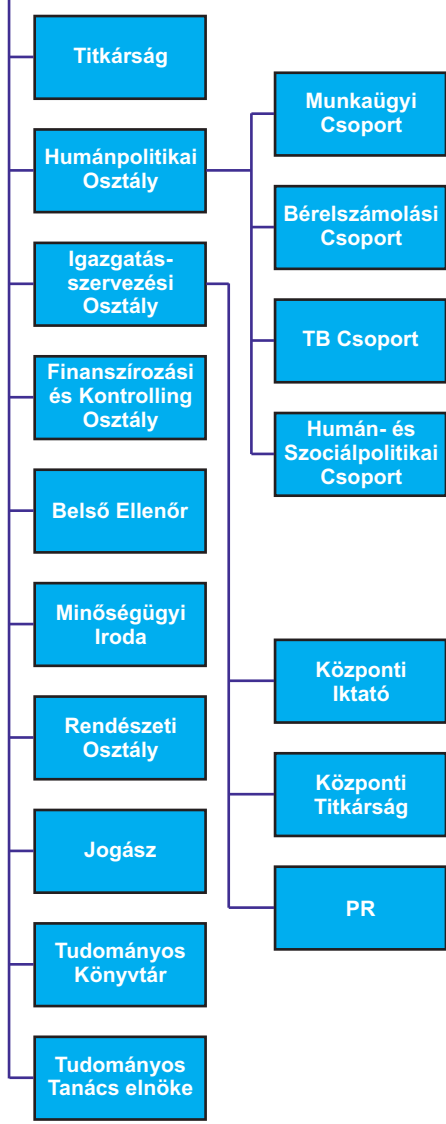 Titkárság
Humánpolitikai
Osztály
Igazgatás-
szervezési
Osztály
Finanszírozási
és Kontrolling
Osztály
Belső Ellenőr
Minőségügyi
Iroda
Rendészeti
Osztály
Jogász
Tudományos
Könyvtár
Tudományos
Tanács elnöke
Munkaügyi
Csoport
Bérelszámolási
Csoport
TB Csoport
Humán- és
Szociálpolitikai
Csoport
Központi
Iktató
Központi
Titkárság
PR